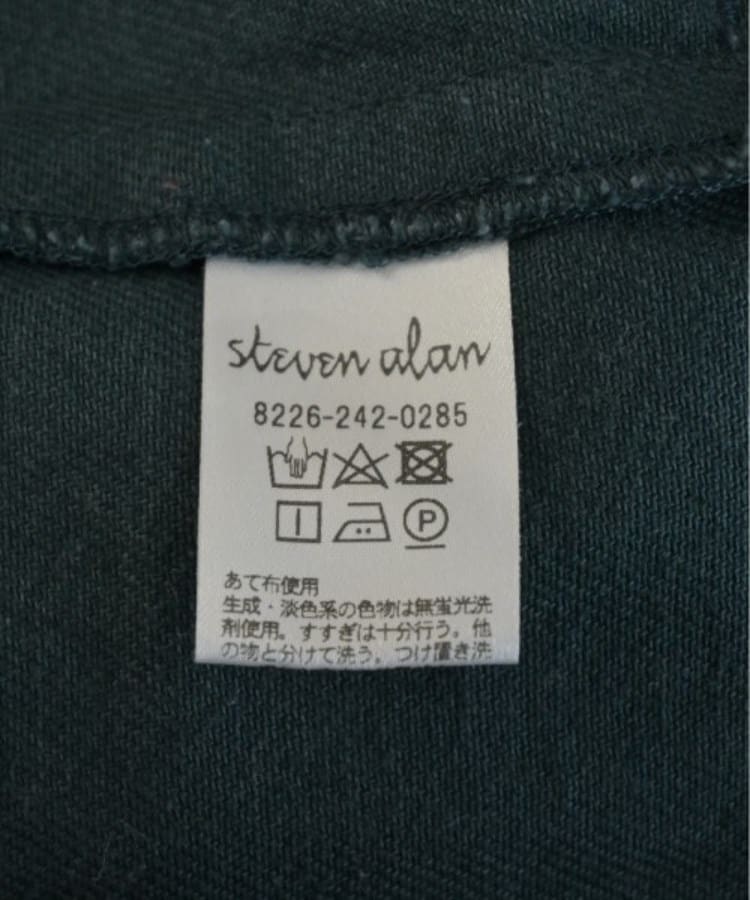 steven alan
8226-242-0285
P
あて布使用
生成・淡色系の色物は無蛍光洗
剤使用。すすぎは十分行う。他
の物と分けて洗う。つけ置き洗